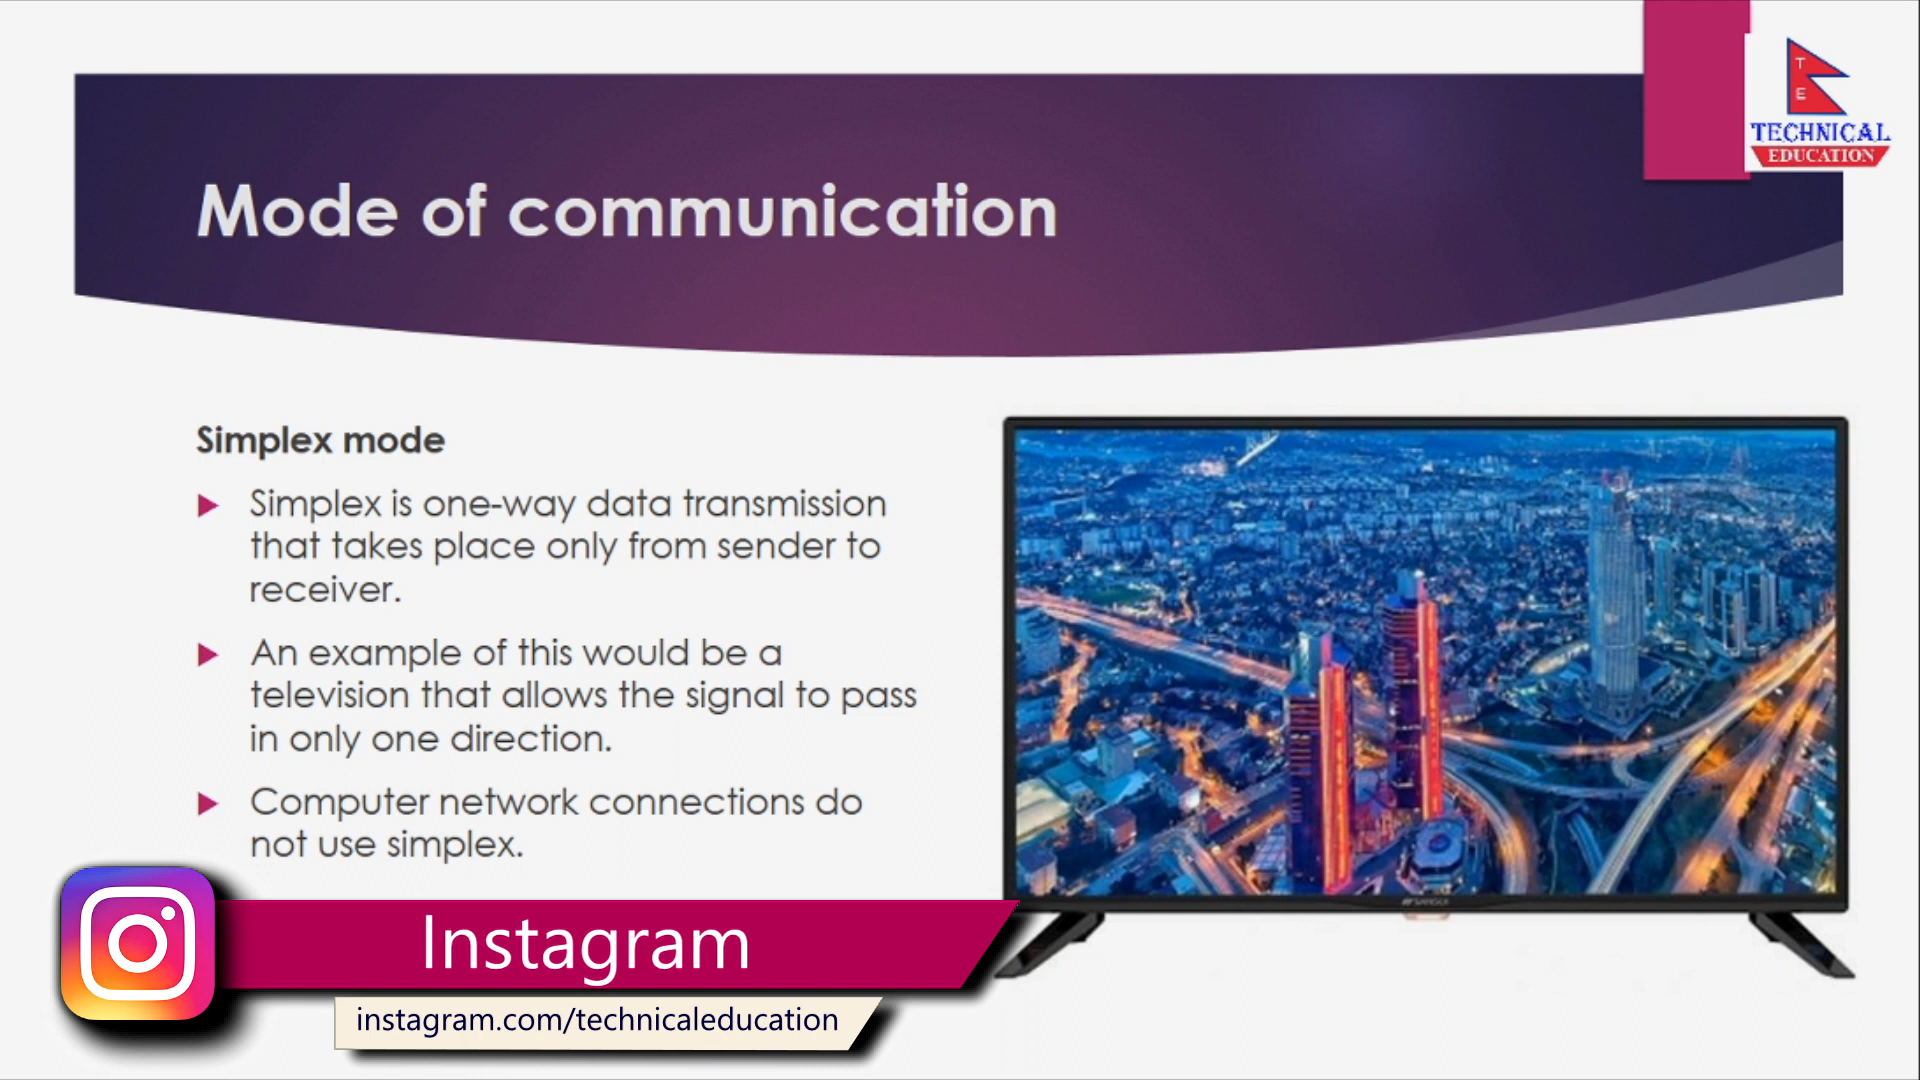 T
E
TECHNICAL
EDUCATION
Mode of communication
Simplex mode
Simplex is one-way data transmission
that takes place only from sender to
receiver.
An example of this would be a
television that allows the signal to pass
in only one direction.
Computer network connections do
not use simplex.
Instagram
instagram.com/technicaleducation